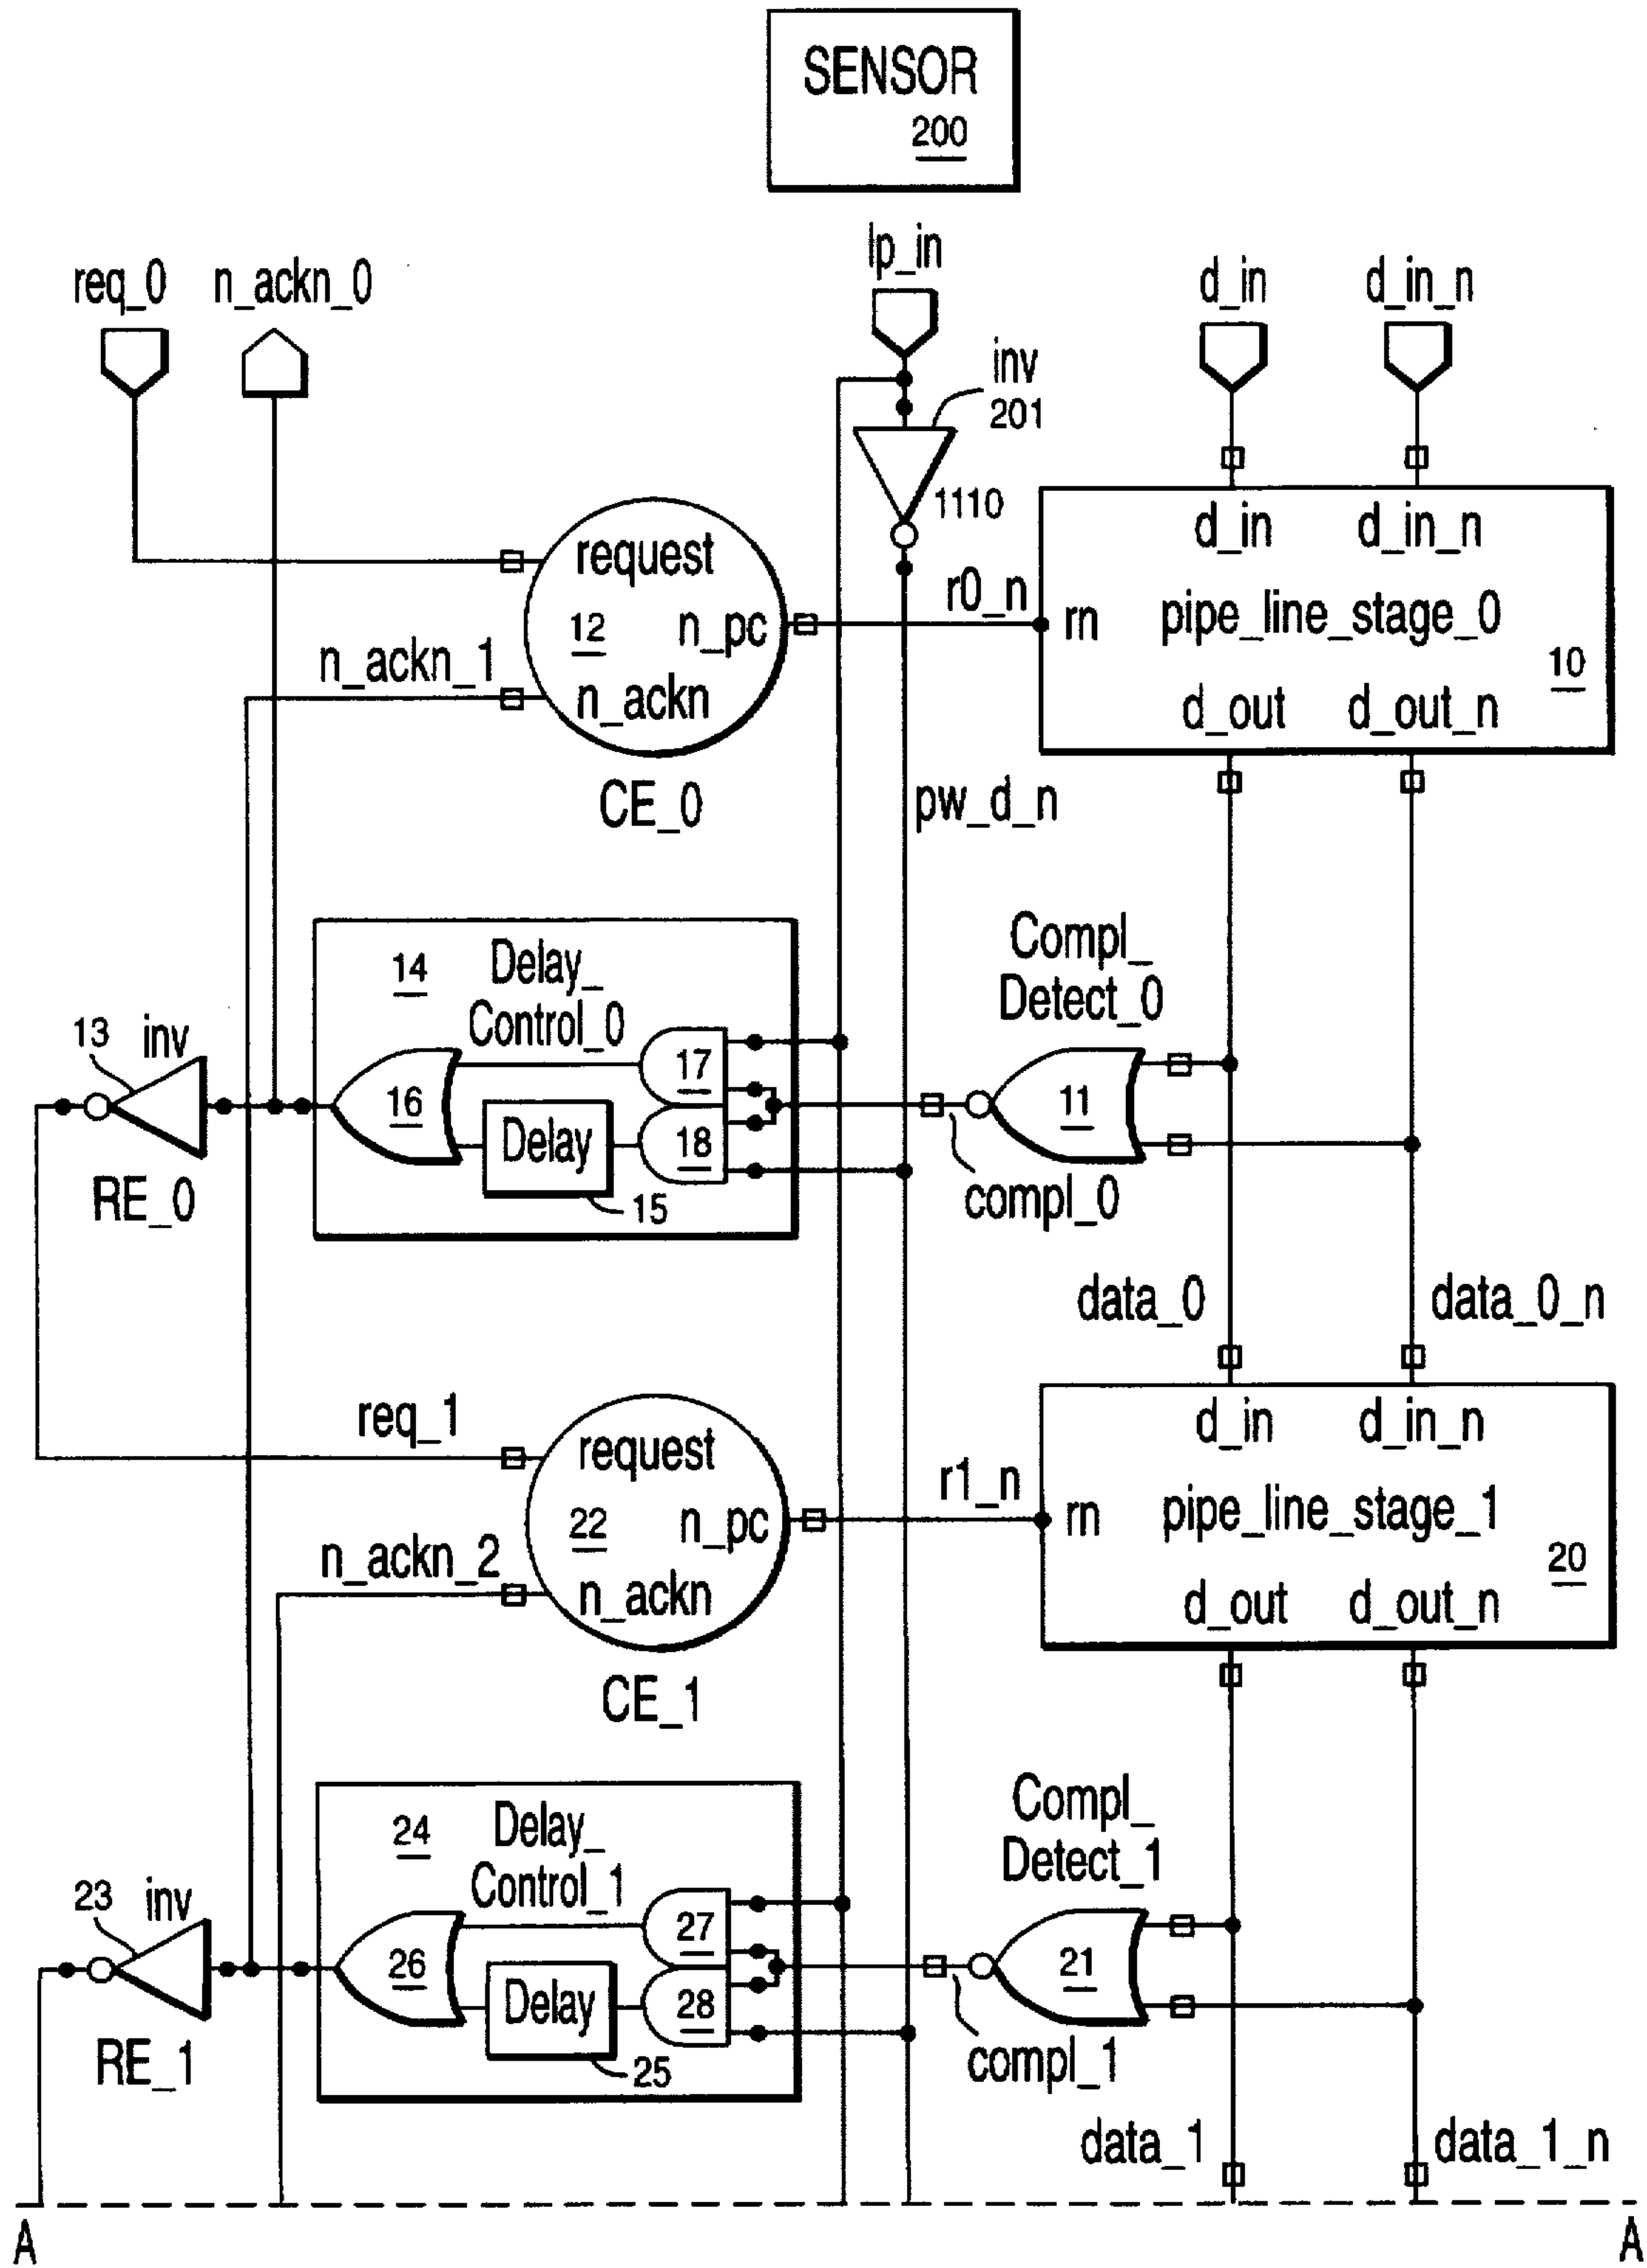 SENSOR
200
req_0
n_ackn_0
lp_in
d_in
d_in_n
inv
201
1110
request
12
n_pc
n_ackn
n_ackn_1
CE_0
r0_n
d_in
d_in_n
rn
pipe_line_stage_0
10
d_out
d_out_n
pw_d_n
14
Delay_
Control_0
17
16
Delay
18
15
Compl_
Detect_0
11
compl_0
13
inv
RE_0
data_0
data_0_n
req_1
request
22
n_pc
n_ackn
n_ackn_2
CE_1
r1_n
d_in
d_in_n
rn
pipe_line_stage_1
20
d_out
d_out_n
24
Delay_
Control_1
27
26
Delay
28
25
Compl_
Detect_1
21
compl_1
23
inv
RE_1
data_1
data_1_n
A
A